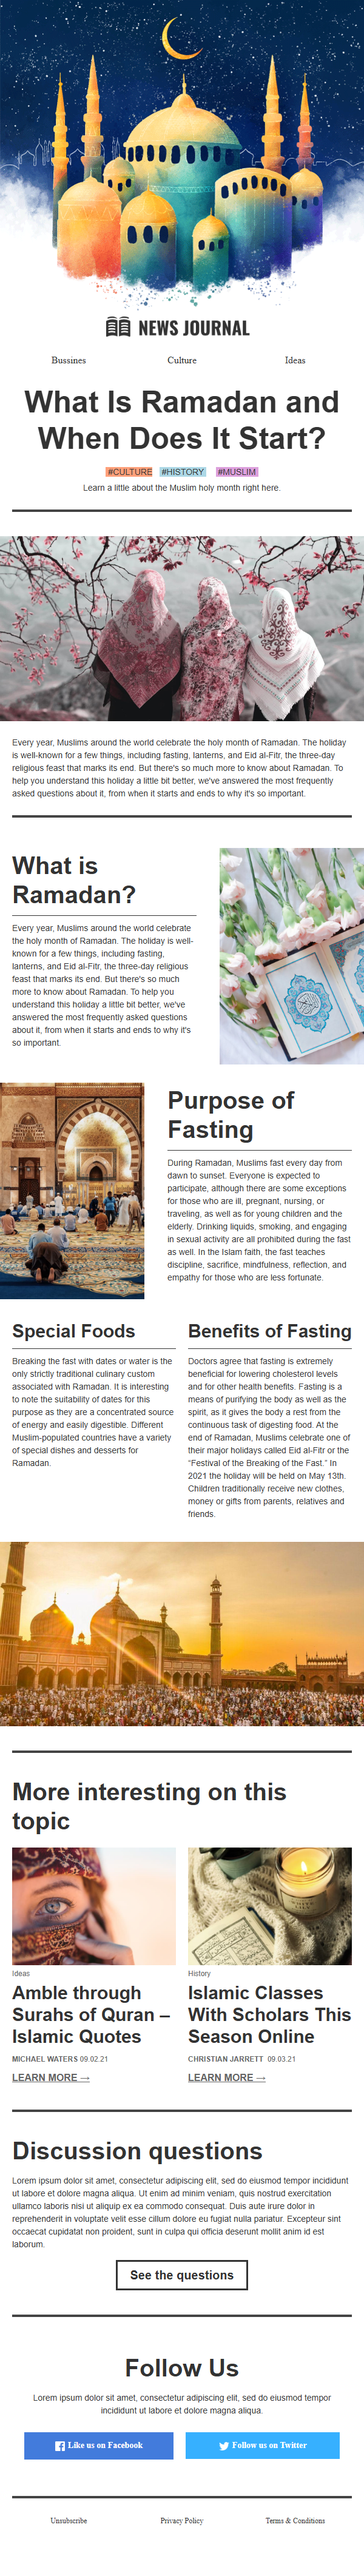 NEWS JOURNAL
Bussines Culture Ideas
What Is Ramadan and
When Does It Start?
#CULTURE #HISTORY #MUSLIM
Learn a little about the Muslim holy month right here.
Every year, Muslims around the world celebrate the holy month of Ramadan. The holiday
is well-known for a few things, including fasting, lanterns, and Eid al-Fitr, the three-day
religious feast that marks its end. But there's so much more to know about Ramadan. To
help you understand this holiday a little bit better, we've answered the most frequently
asked questions about it, from when it starts and ends to why it's so important.
What is
Ramadan?
Every year, Muslims around the world celebrate
the holy month of Ramadan. The holiday is well-
known for a few things, including fasting,
lanterns, and Eid al-Fitr, the three-day religious
feast that marks its end. But there's so much
more to know about Ramadan. To help you
understand this holiday a little bit better, we've
answered the most frequently asked questions
about it, from when it starts and ends to why it's
so important.
Purpose of
Fasting
During Ramadan, Muslims fast every day from
dawn to sunset. Everyone is expected to
participate, although there are some exceptions
for those who are ill, pregnant, nursing, or
traveling, as well as for young children and the
elderly. Drinking liquids, smoking, and engaging
in sexual activity are all prohibited during the fast
as well. In the Islam faith, the fast teaches
discipline, sacrifice, mindfulness, reflection, and
empathy for those who are less fortunate.
Special Foods
Breaking the fast with dates or water is the
only strictly traditional culinary custom
associated with Ramadan. It is interesting
to note the suitability of dates for this
purpose as they are a concentrated source
of energy and easily digestible. Different
Muslim-populated countries have a variety
of special dishes and desserts for
Ramadan.
Benefits of Fasting
Doctors agree that fasting is extremely
beneficial for lowering cholesterol levels
and for other health benefits. Fasting is a
means of purifying the body as well as the
spirit, as it gives the body a rest from the
continuous task of digesting food. At the
end of Ramadan, Muslims celebrate one of
their major holidays called Eid al-Fitr or the
“Festival of the Breaking of the Fast.” In
2021 the holiday will be held on May 13th.
Children traditionally receive new clothes,
money or gifts from parents, relatives and
friends.
More interesting on this
topic
Ideas
Amble through
Surahs of Quran –
Islamic Quotes
MICHAEL WATERS 09.02.21
LEARN MORE →
History
Islamic Classes
With Scholars This
Season Online
CHRISTIAN JARRETT 09.03.21
LEARN MORE →
Discussion questions
Lorem ipsum dolor sit amet, consectetur adipiscing elit, sed do eiusmod tempor incididunt
ut labore et dolore magna aliqua. Ut enim ad minim veniam, quis nostrud exercitation
ullamco laboris nisi ut aliquip ex ea commodo consequat. Duis aute irure dolor in
reprehenderit in voluptate velit esse cillum dolore eu fugiat nulla pariatur. Excepteur sint
occaecat cupidatat non proident, sunt in culpa qui officia deserunt mollit anim id est
laborum.
See the questions
Follow Us
Lorem ipsum dolor sit amet, consectetur adipiscing elit, sed do eiusmod tempor
incididunt ut labore et dolore magna aliqua.
Like us on Facebook
Follow us on Twitter
Unsubscribe Privacy Policy Terms & Conditions